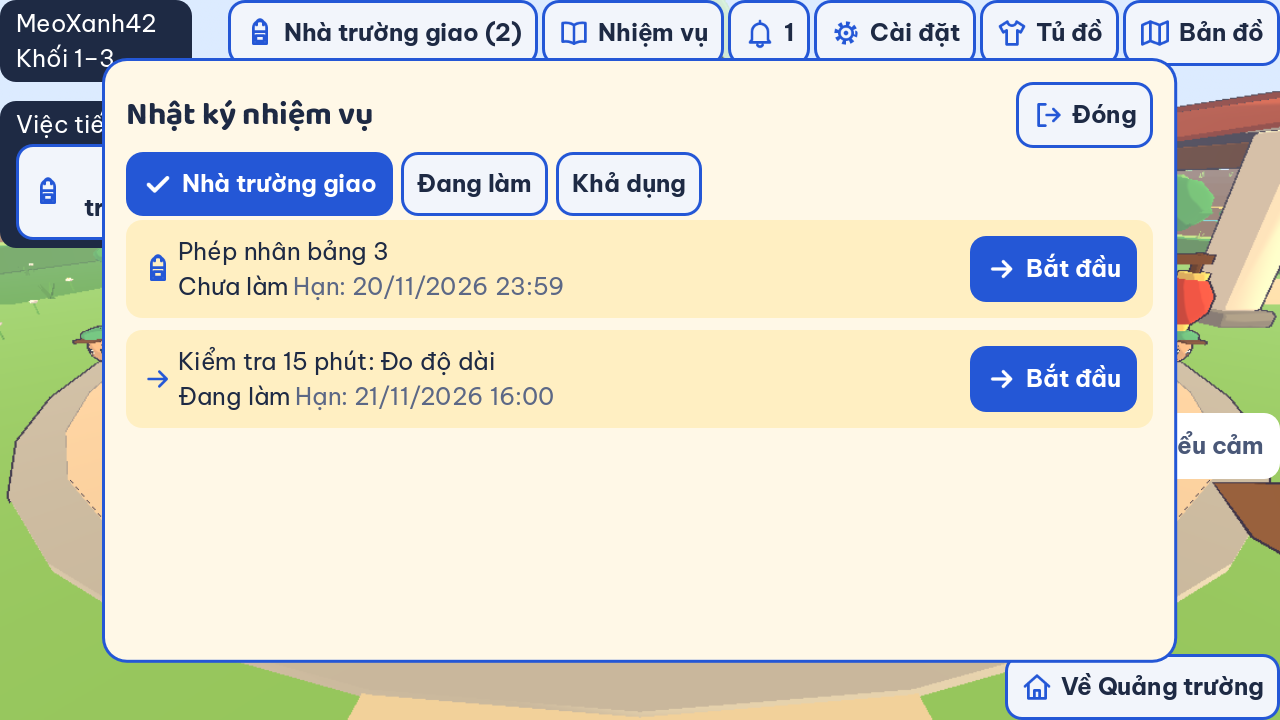 MeoXanh42
Khối 1–3
Nhà trường giao (2)
Nhiệm vụ
1
Cài đặt
Tủ đồ
Bản đồ
Việc
Nhật ký nhiệm vụ
Đóng
Nhà trường giao
Đang làm
Khả dụng
Phép nhân bảng 3
Chưa làm Hạn: 20/11/2026 23:59
Bắt đầu
Kiểm tra 15 phút: Đo độ dài
Đang làm Hạn: 21/11/2026 16:00
Bắt đầu
cảm
Về Quảng trường